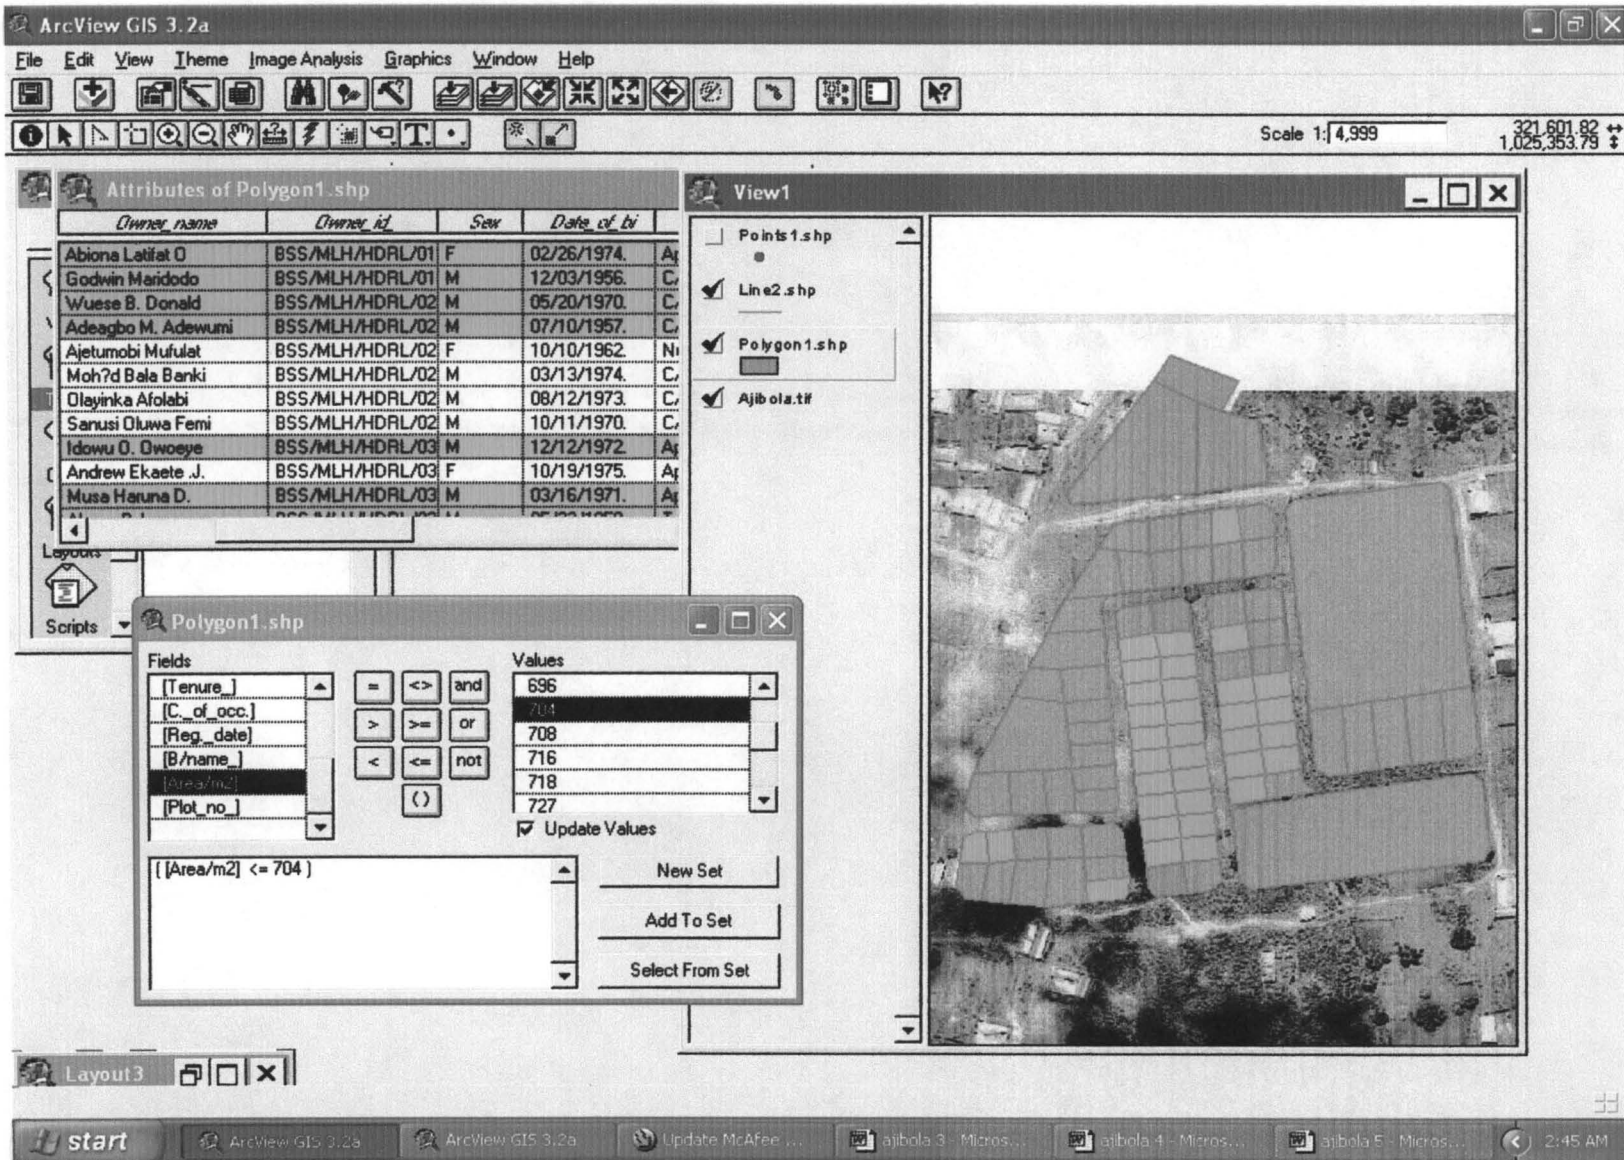 ArcView GIS 3.2a
File Edit View Theme Image Analysis Graphics Window Help
Scale 1: 4,999
321,601.82
1,025,353.79
Attributes of Polygon1.shp
Owner_name Owner_id_ Sex Date_of_bi
Abiona Latifat O BSS/MLH/HDRL/01 F 02/26/1974.
Godwin Maridodo BSS/MLH/HDRL/01 M 12/03/1956.
Wuese B. Donald BSS/MLH/HDRL/02 M 05/20/1970.
Adeagbo M. Adewumi BSS/MLH/HDRL/02 M 07/10/1957.
Ajetumobi Mufulat BSS/MLH/HDRL/02 F 10/10/1962.
Moh?d Bala Banki BSS/MLH/HDRL/02 M 03/13/1974.
Olayinka Afolabi BSS/MLH/HDRL/02 M 08/12/1973.
Sanusi Oluwa Femi BSS/MLH/HDRL/02 M 10/11/1970.
Idowu O. Owoeye BSS/MLH/HDRL/03 M 12/12/1972.
Andrew Ekaete .J. BSS/MLH/HDRL/03 F 10/19/1975.
Musa Haruna D. BSS/MLH/HDRL/03 M 03/16/1971.
Layouts
Scripts
View1
Points1.shp
Line2.shp
Polygon1.shp
Ajibola.tif
Polygon1.shp
Fields
[Tenure_]
[C._of_occ.]
[Reg._date]
[B/name_]
[Area/m2]
[Plot_no_]
= <> and
> >= or
< <= not
()
Values
696
704
708
716
718
727
Update Values
( [Area/m2] <= 704 )
New Set
Add To Set
Select From Set
Layout3
start
ArcView GIS 3.2a
ArcView GIS 3.2a
Update McAfee ...
ajibola 3 - Micros...
ajibola 4 - Micros...
ajibola 5 - Micros...
2:45 AM